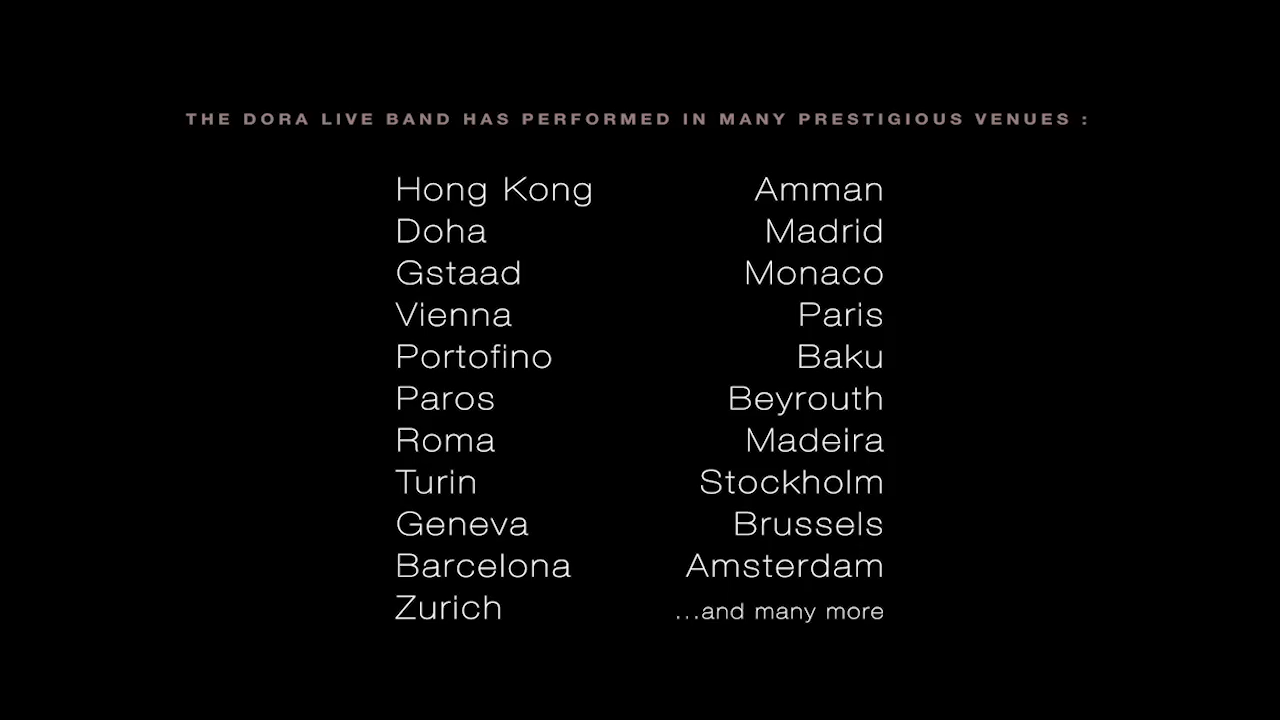 THE DORA LIVE BAND HAS PERFORMED IN MANY PRESTIGIOUS VENUES :
Hong Kong
Doha
Gstaad
Vienna
Portofino
Paros
Roma
Turin
Geneva
Barcelona
Zurich
Amman
Madrid
Monaco
Paris
Baku
Beyrouth
Madeira
Stockholm
Brussels
Amsterdam
...and many more